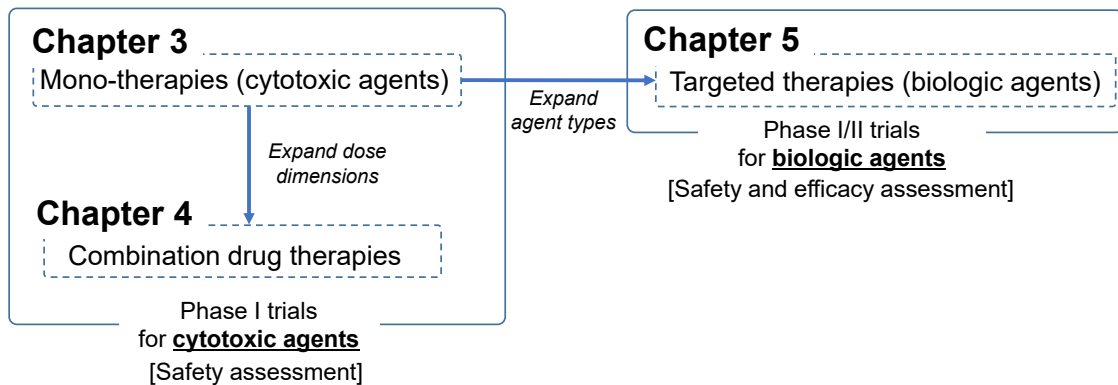 Chapter 3
Mono-therapies (cytotoxic agents)
Expand dose
dimensions
Chapter 4
Combination drug therapies
Phase I trials
for cytotoxic agents
[Safety assessment]
Expand
agent types
Chapter 5
Targeted therapies (biologic agents)
Phase I/II trials
for biologic agents
[Safety and efficacy assessment]